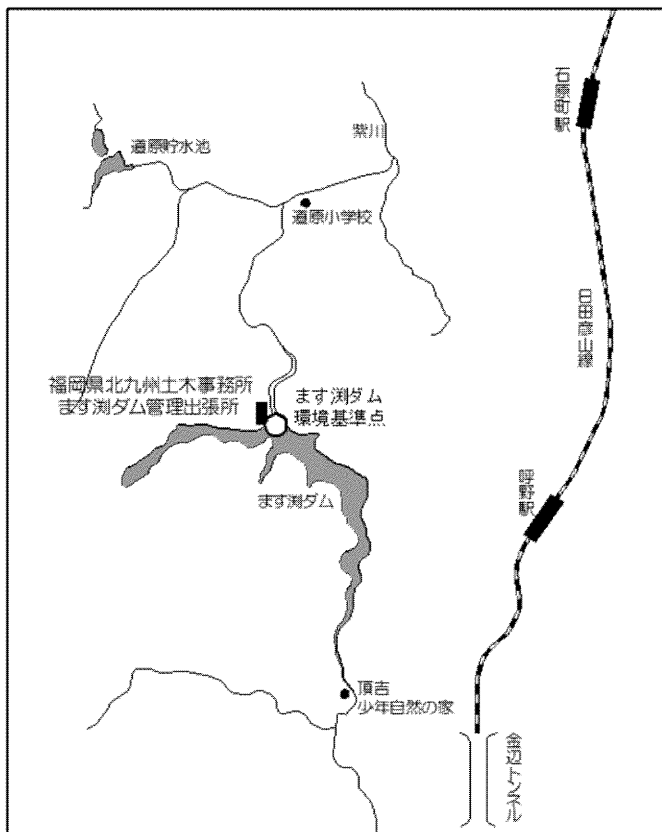 石原町駅
紫川
道原貯水池
道原小学校
日田彦山線
福岡県北九州土木事務所
ます渕ダム管理出張所
ます渕ダム
環境基準点
ます渕ダム
呼野駅
頂吉
少年自然の家
金辺トンネル